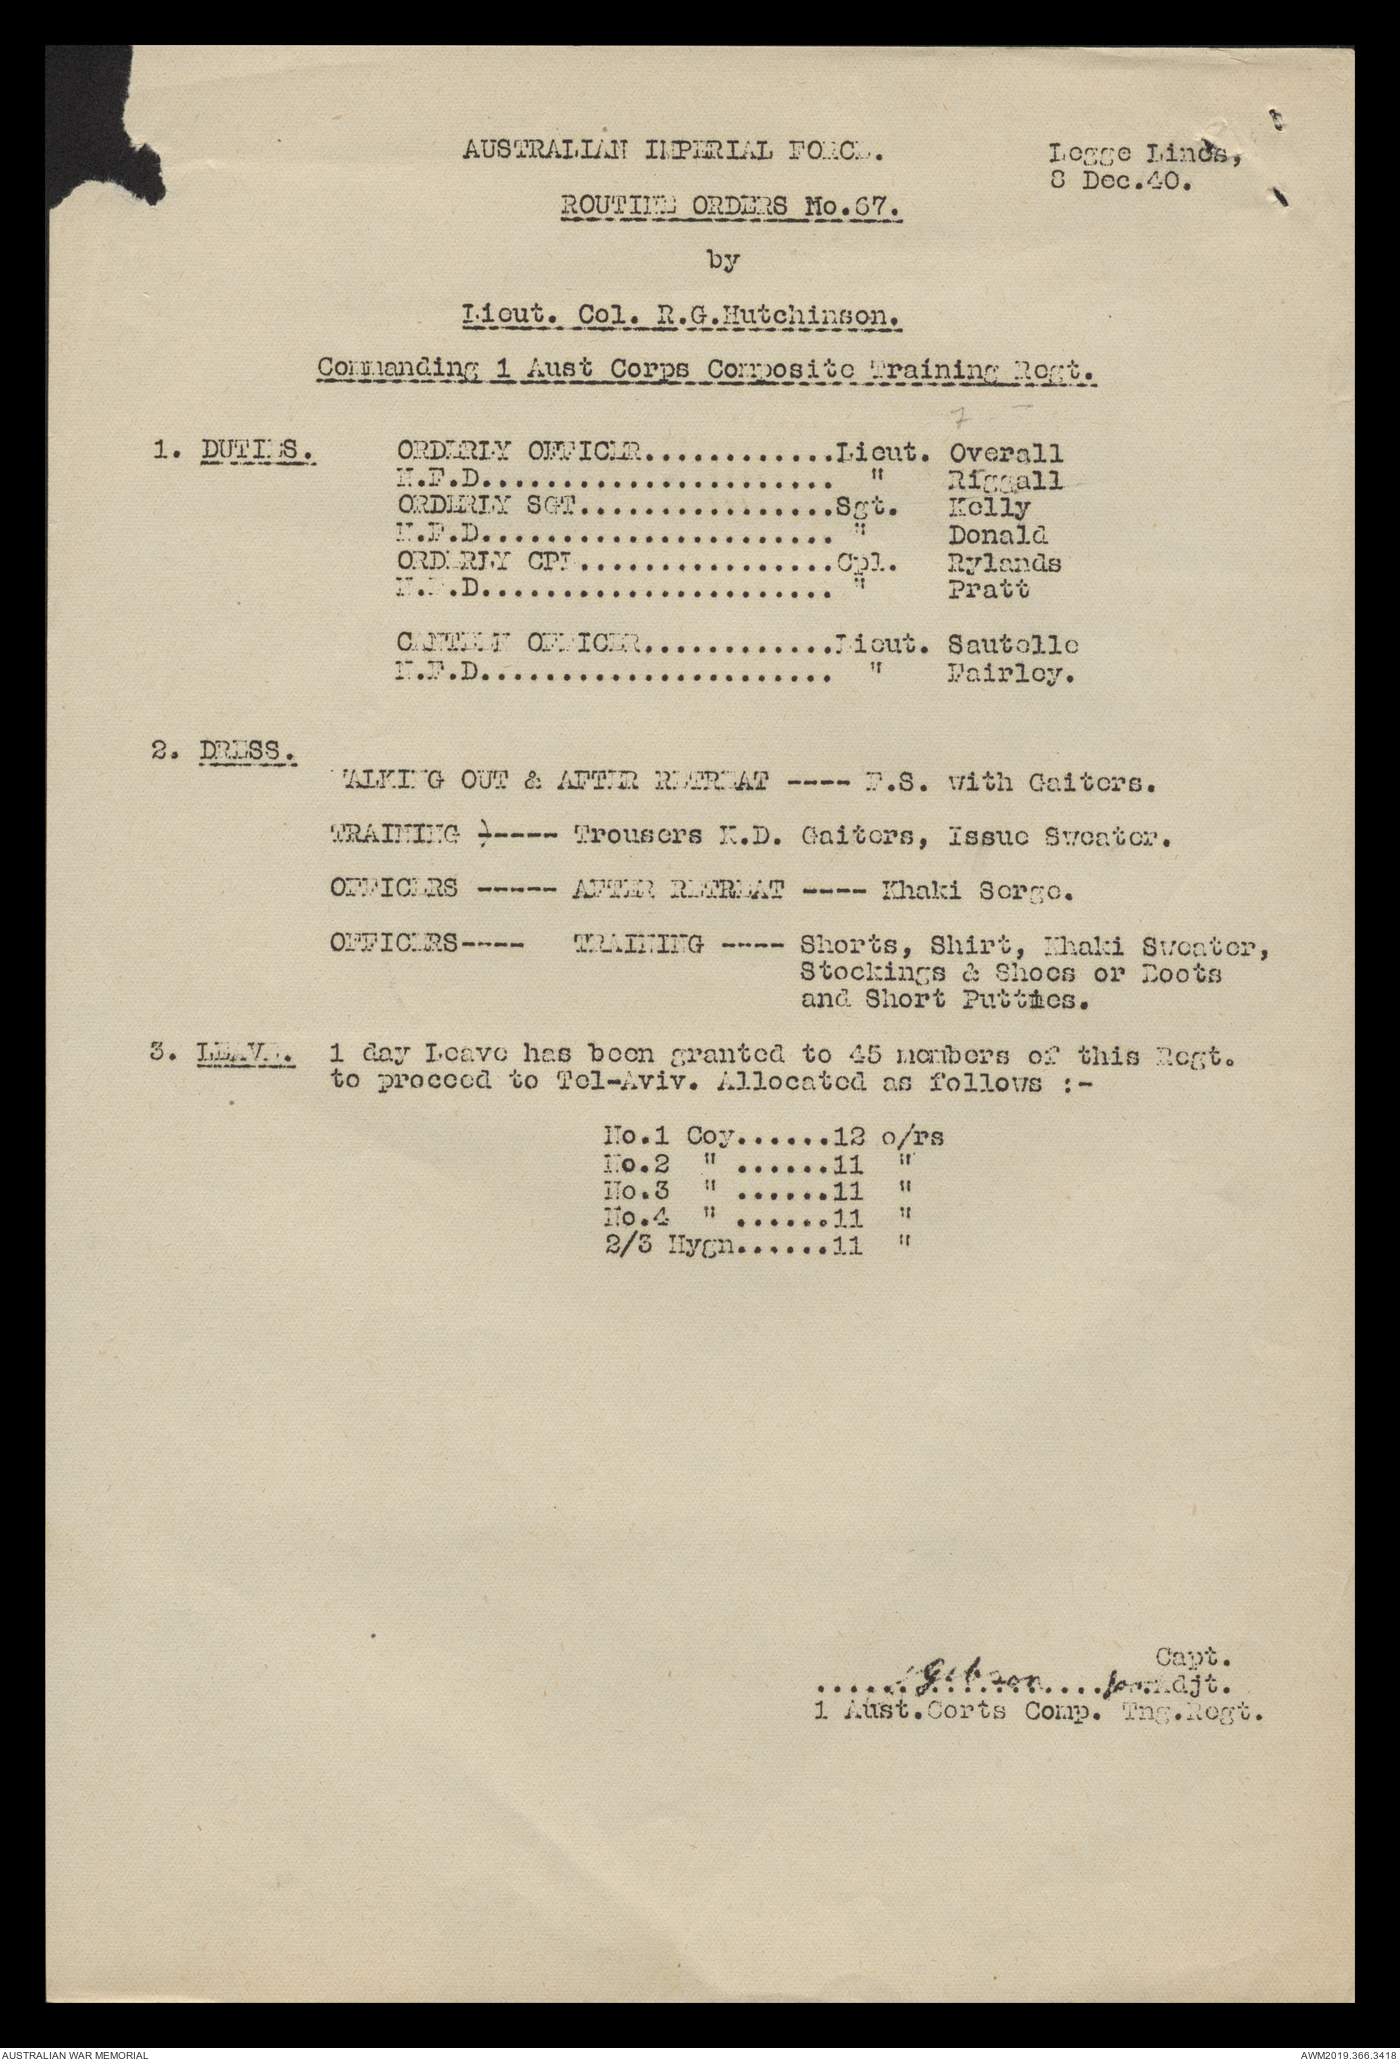 AUSTRALIAN IMPERIAL FORCE.
Legge Lines,
8 Dec.40.
ROUTINE ORDERS No.67.
by
Lieut. Col. R.G.Hutchinson.
Commanding 1 Aust Corps Composite Training Regt.
7
1. DUTIES. ORDERLY OFFICER............Lieut. Overall
N.F.D...................... " Riggall
ORDERLY SGT................Sgt. Kelly
N.F.D...................... " Donald
ORDERLY CPL................Cpl. Rylands
N.F.D...................... " Pratt
CANTEEN OFFICER............Lieut. Sautelle
N.F.D...................... " Fairley.
2. DRESS.
WALKING OUT & AFTER RETREAT ---- F.S. with Gaiters.
TRAINING )---- Trousers K.D. Gaiters, Issue Sweater.
OFFICERS ----- AFTER RETREAT ---- Khaki Serge.
OFFICERS---- TRAINING ---- Shorts, Shirt, Khaki Sweater,
Stockings & Shoes or Boots
and Short Putties.
3. LEAVE. 1 day Leave has been granted to 45 members of this Regt.
to proceed to Tel-Aviv. Allocated as follows :-
No.1 Coy......12 o/rs
No.2 " ......11 "
No.3 " ......11 "
No.4 " ......11 "
2/3 Hygn......11 "
Capt.
......Gibson....for.Adjt.
1 Aust.Corts Comp. Tng.Regt.
AUSTRALIAN WAR MEMORIAL
AWM2019.366.3418